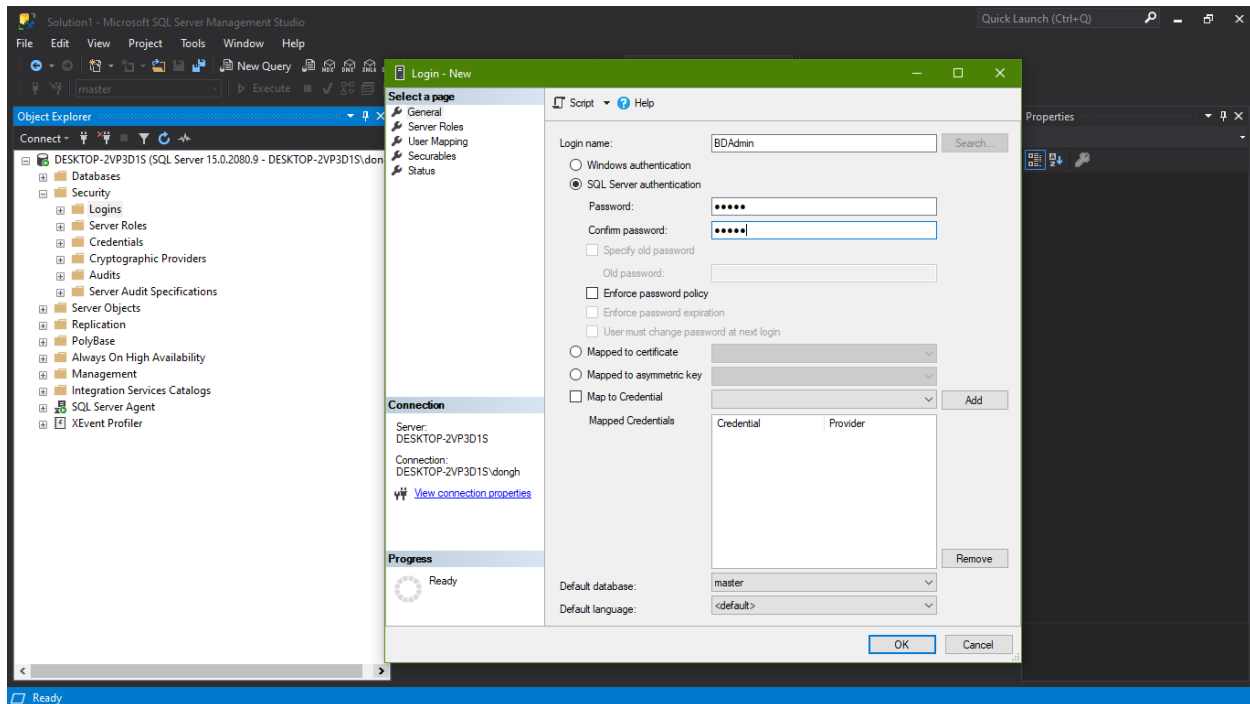 Solution1 - Microsoft SQL Server Management Studio
Quick Launch (Ctrl+Q)
File Edit View Project Tools Window Help
New Query MDX DMX XMLA
master Execute
Object Explorer
Connect
DESKTOP-2VP3D1S (SQL Server 15.0.2080.9 - DESKTOP-2VP3D1S\don
Databases
Security
Logins
Server Roles
Credentials
Cryptographic Providers
Audits
Server Audit Specifications
Server Objects
Replication
PolyBase
Always On High Availability
Management
Integration Services Catalogs
SQL Server Agent
XEvent Profiler
Login - New
Select a page
General
Server Roles
User Mapping
Securables
Status
Connection
Server:
DESKTOP-2VP3D1S
Connection:
DESKTOP-2VP3D1S\dongh
View connection properties
Progress
Ready
Script Help
Login name: BDAdmin Search...
Windows authentication
SQL Server authentication
Password: •••••
Confirm password: •••••
Specify old password
Old password:
Enforce password policy
Enforce password expiration
User must change password at next login
Mapped to certificate
Mapped to asymmetric key
Map to Credential Add
Mapped Credentials Credential Provider
Remove
Default database: master
Default language: <default>
OK Cancel
Properties
Ready